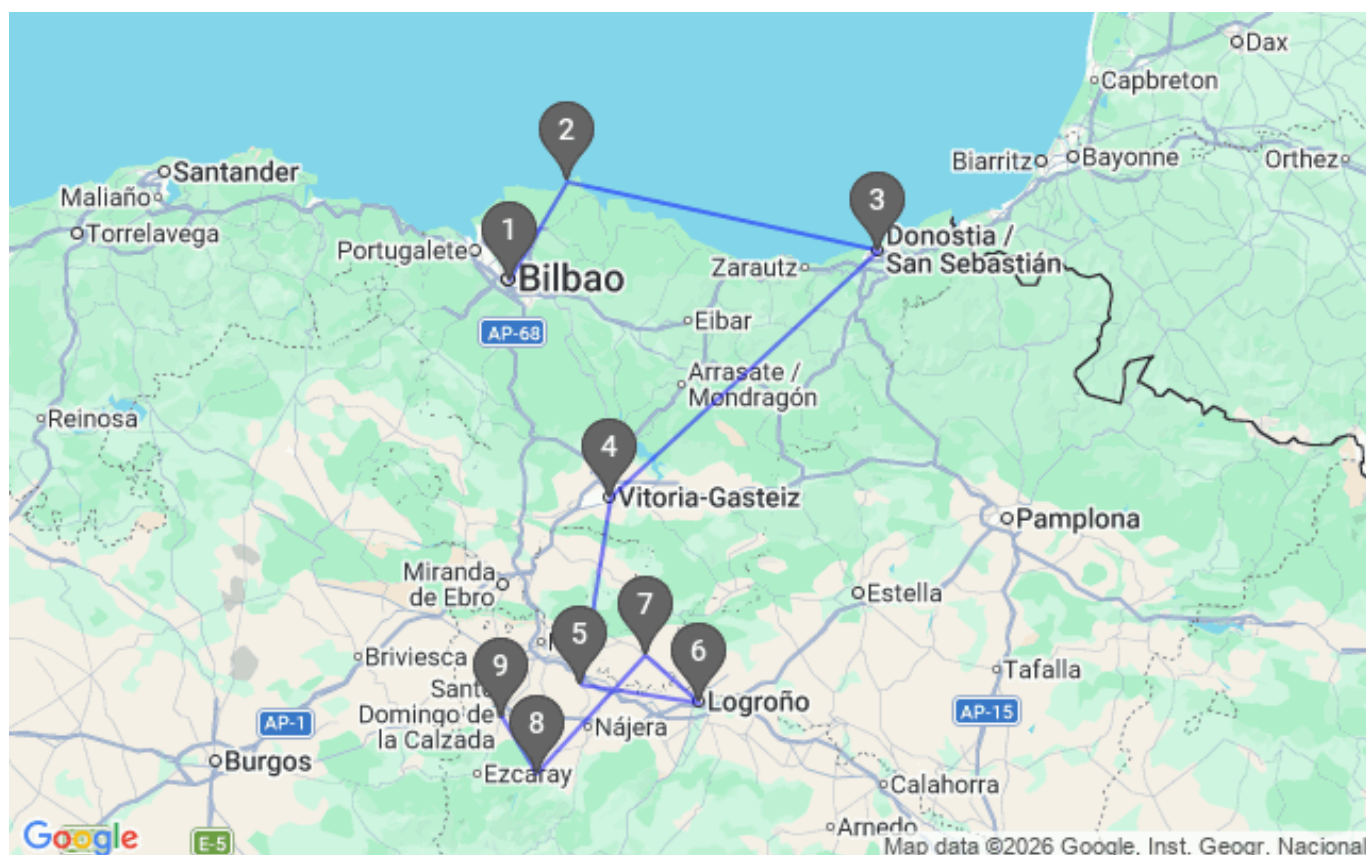 Dax
Capbreton
2
Santander
Biarritz
Bayonne
Orthez
Maliaño
3
Torrelavega
1
Portugalete
Donostia /
San Sebastián
Zarautz
Bilbao
Eibar
AP-68
Arrasate /
Mondragón
Reinosa
4
Vitoria-Gasteiz
Pamplona
Miranda
de Ebro
Estella
7
5
6
Briviesca
9
Tafalla
Santo
Domingo de
la Calzada
Logroño
AP-15
AP-1
Nájera
8
Burgos
Ezcaray
Calahorra
Arnedo
Google
E-5
Map data ©2026 Google, Inst. Geogr. Nacional